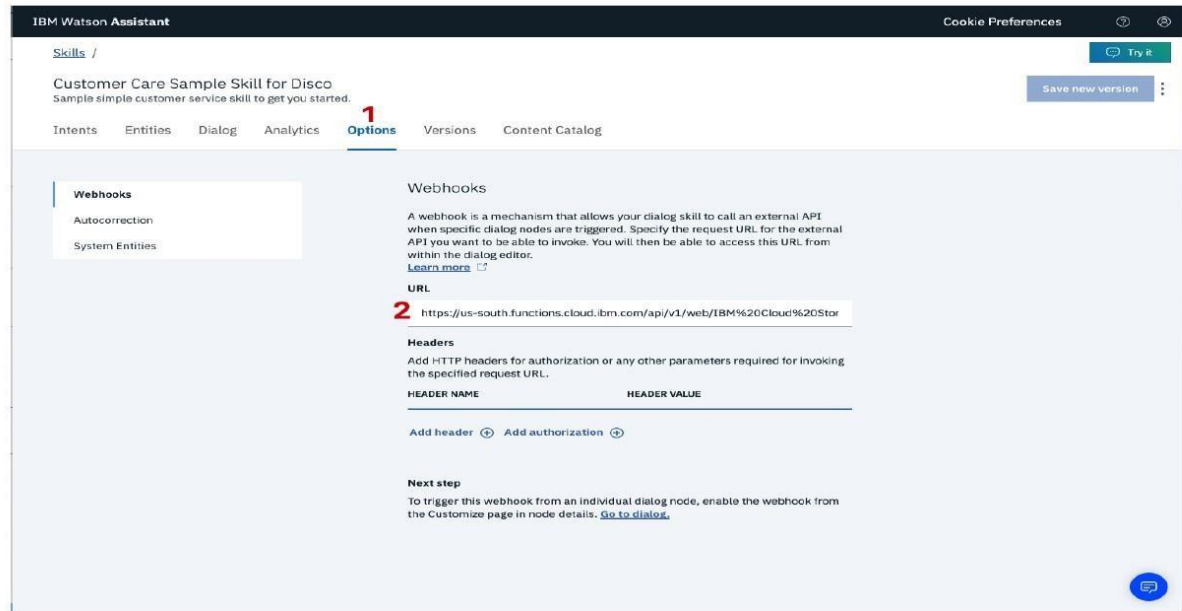 IBM Watson Assistant
Cookie Preferences
Skills /
Try it
Customer Care Sample Skill for Disco
Sample simple customer service skill to get you started.
Save new version
1
Intents Entities Dialog Analytics Options Versions Content Catalog
Webhooks
Autocorrection
System Entities
Webhooks
A webhook is a mechanism that allows your dialog skill to call an external API
when specific dialog nodes are triggered. Specify the request URL for the external
API you want to be able to invoke. You will then be able to access this URL from
within the dialog editor.
Learn more
URL
2 https://us-south.functions.cloud.ibm.com/api/v1/web/IBM%20Cloud%20Stor
Headers
Add HTTP headers for authorization or any other parameters required for invoking
the specified request URL.
HEADER NAME HEADER VALUE
Add header Add authorization
Next step
To trigger this webhook from an individual dialog node, enable the webhook from
the Customize page in node details. Go to dialog.